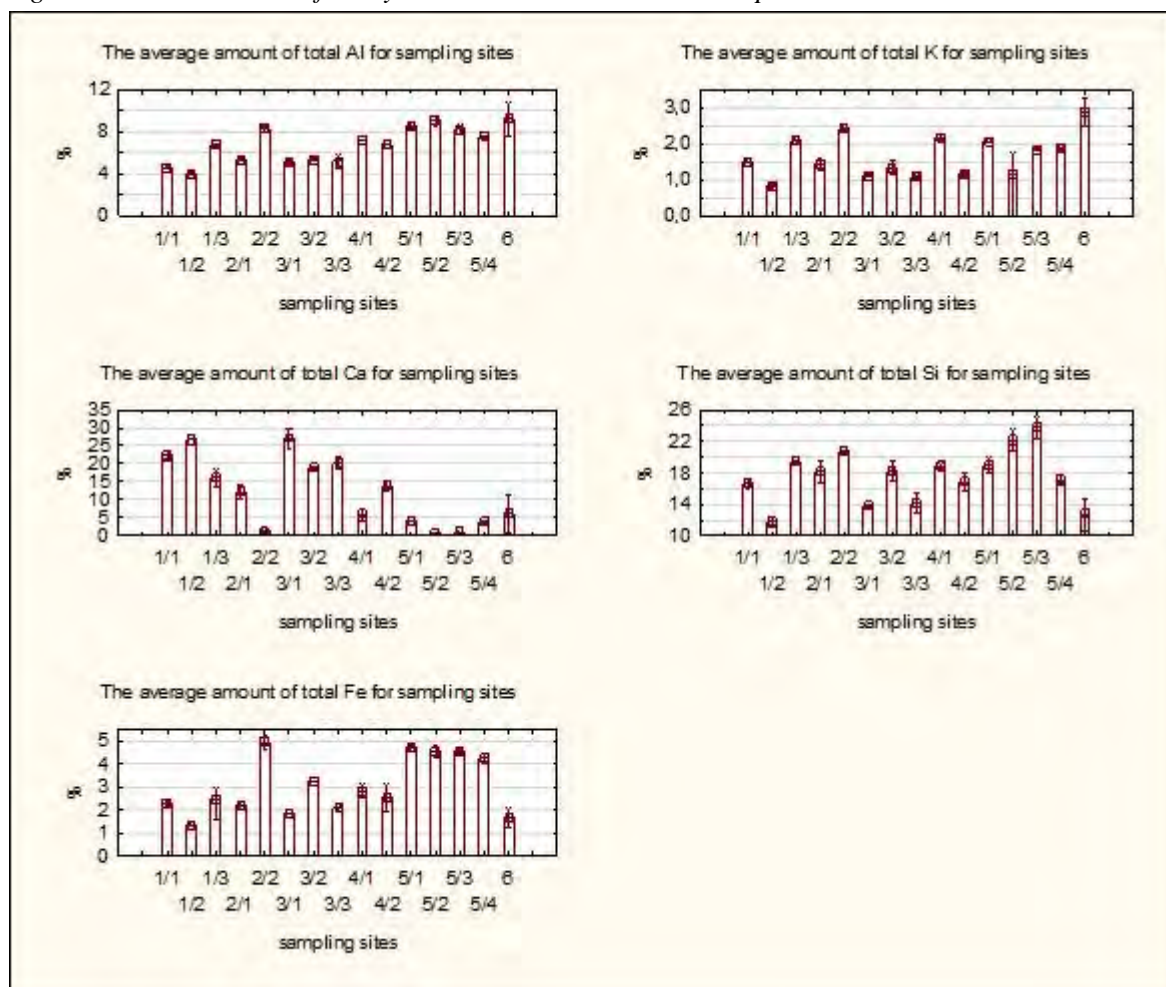 The average amount of total Al for sampling sites
12
8
4
0
%
1/1 1/3 2/2 3/2 4/1 5/1 5/3 6
1/2 2/1 3/1 3/3 4/2 5/2 5/4
sampling sites
The average amount of total K for sampling sites
3,0
2,0
1,0
0,0
%
1/1 1/3 2/2 3/2 4/1 5/1 5/3 6
1/2 2/1 3/1 3/3 4/2 5/2 5/4
sampling sites
The average amount of total Ca for sampling sites
35
30
25
20
15
10
5
0
%
1/1 1/3 2/2 3/2 4/1 5/1 5/3 6
1/2 2/1 3/1 3/3 4/2 5/2 5/4
sampling sites
The average amount of total Si for sampling sites
26
22
18
14
10
%
1/1 1/3 2/2 3/2 4/1 5/1 5/3 6
1/2 2/1 3/1 3/3 4/2 5/2 5/4
sampling sites
The average amount of total Fe for sampling sites
5
4
3
2
1
0
%
1/1 1/3 2/2 3/2 4/1 5/1 5/3 6
1/2 2/1 3/1 3/3 4/2 5/2 5/4
sampling sites